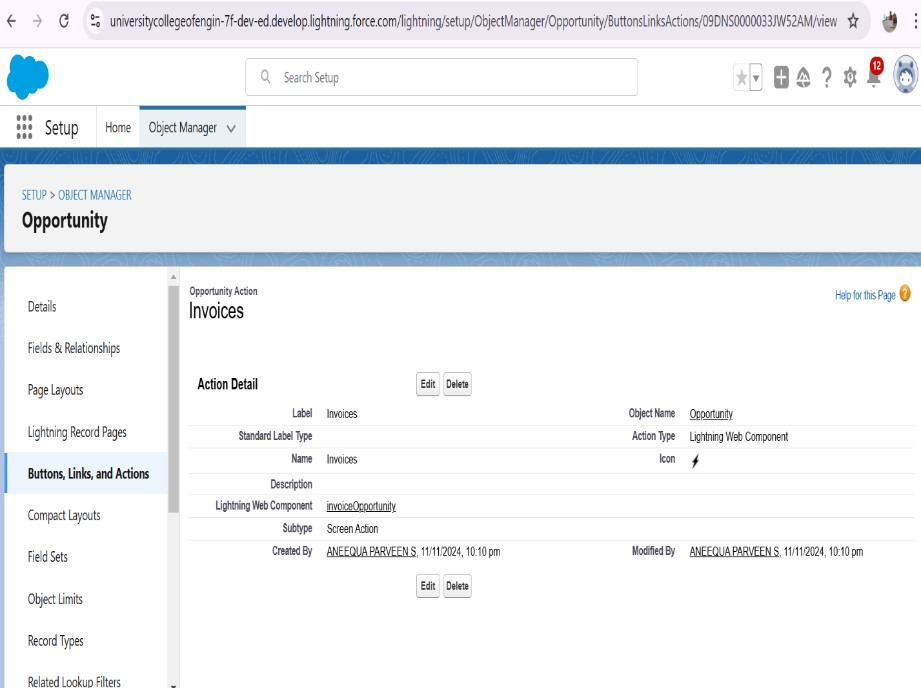 universitycollegeofengin-7f-dev-ed.develop.lightning.force.com/lightning/setup/ObjectManager/Opportunity/ButtonsLinksActions/09DNS0000033JW52AM/view
Search Setup
12
Setup Home Object Manager
SETUP > OBJECT MANAGER
Opportunity
Details
Fields & Relationships
Page Layouts
Lightning Record Pages
Buttons, Links, and Actions
Compact Layouts
Field Sets
Object Limits
Record Types
Related Lookup Filters
Opportunity Action
Invoices
Help for this Page ?
Action Detail Edit Delete
Label Invoices Object Name Opportunity
Standard Label Type Action Type Lightning Web Component
Name Invoices Icon
Description
Lightning Web Component invoiceOpportunity
Subtype Screen Action
Created By ANEEQUA PARVEEN S, 11/11/2024, 10:10 pm Modified By ANEEQUA PARVEEN S, 11/11/2024, 10:10 pm
Edit Delete